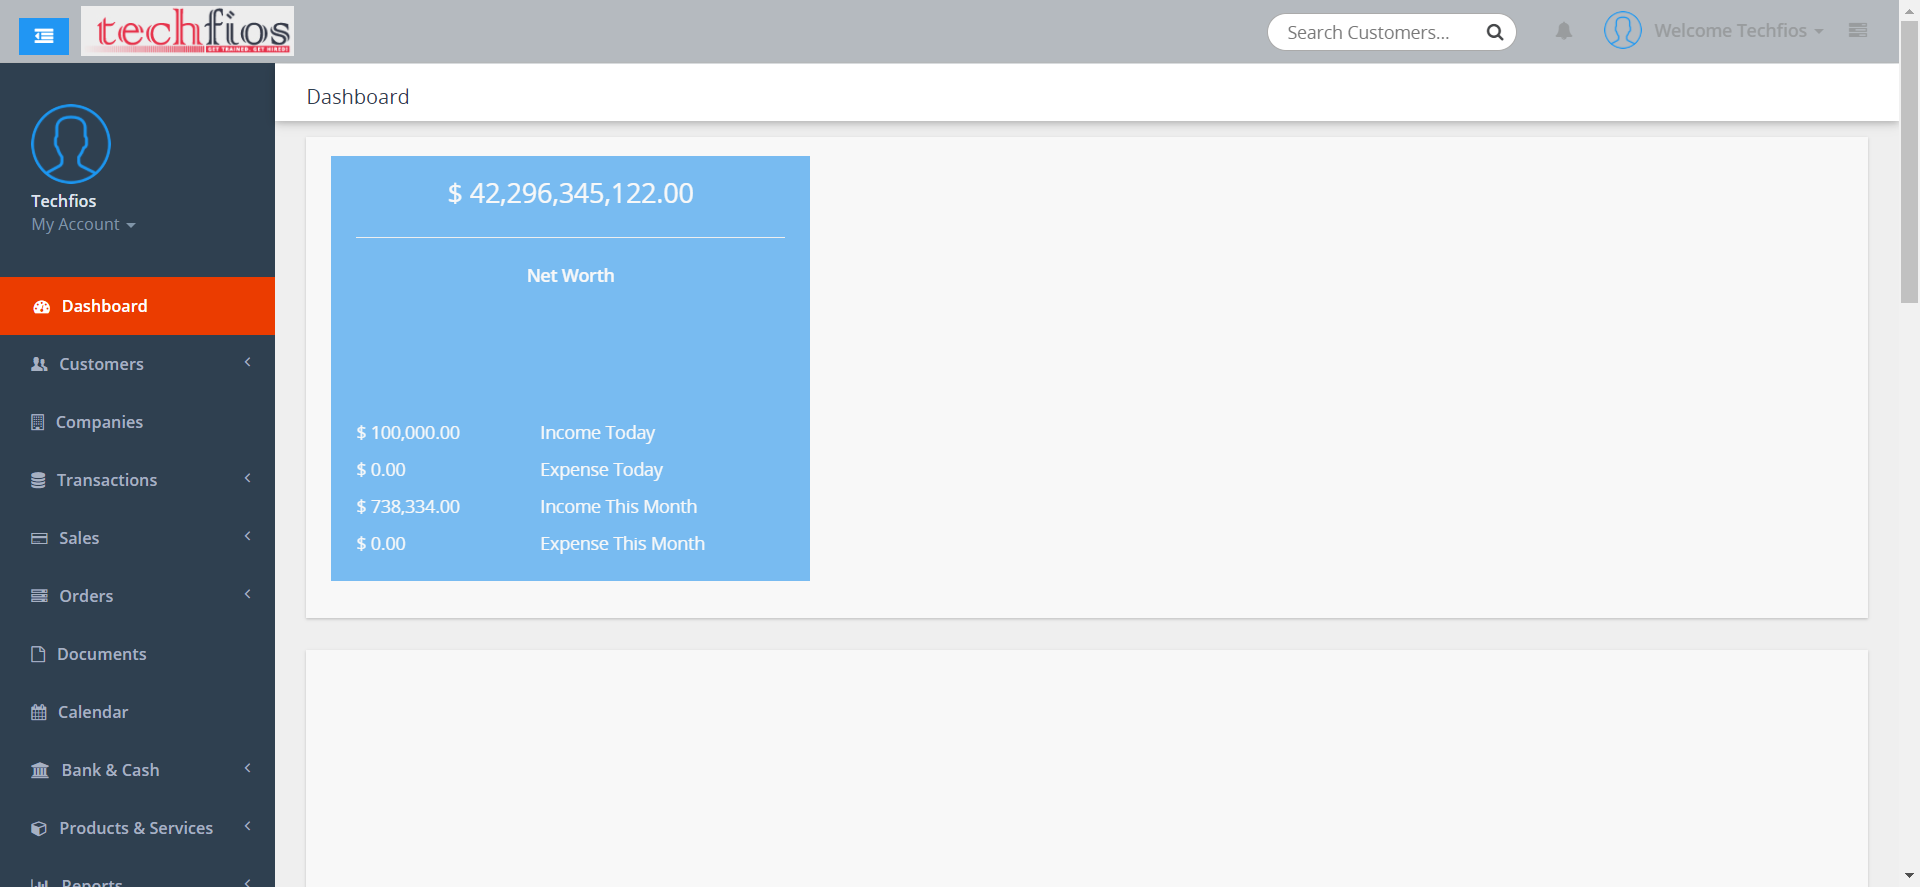 techfios
GET TRAINED. GET HIRED!
Search Customers...
Welcome Techfios
Techfios
My Account
Dashboard
Customers
Companies
Transactions
Sales
Orders
Documents
Calendar
Bank & Cash
Products & Services
Reports
Dashboard
$ 42,296,345,122.00
Net Worth
$ 100,000.00 Income Today
$ 0.00 Expense Today
$ 738,334.00 Income This Month
$ 0.00 Expense This Month